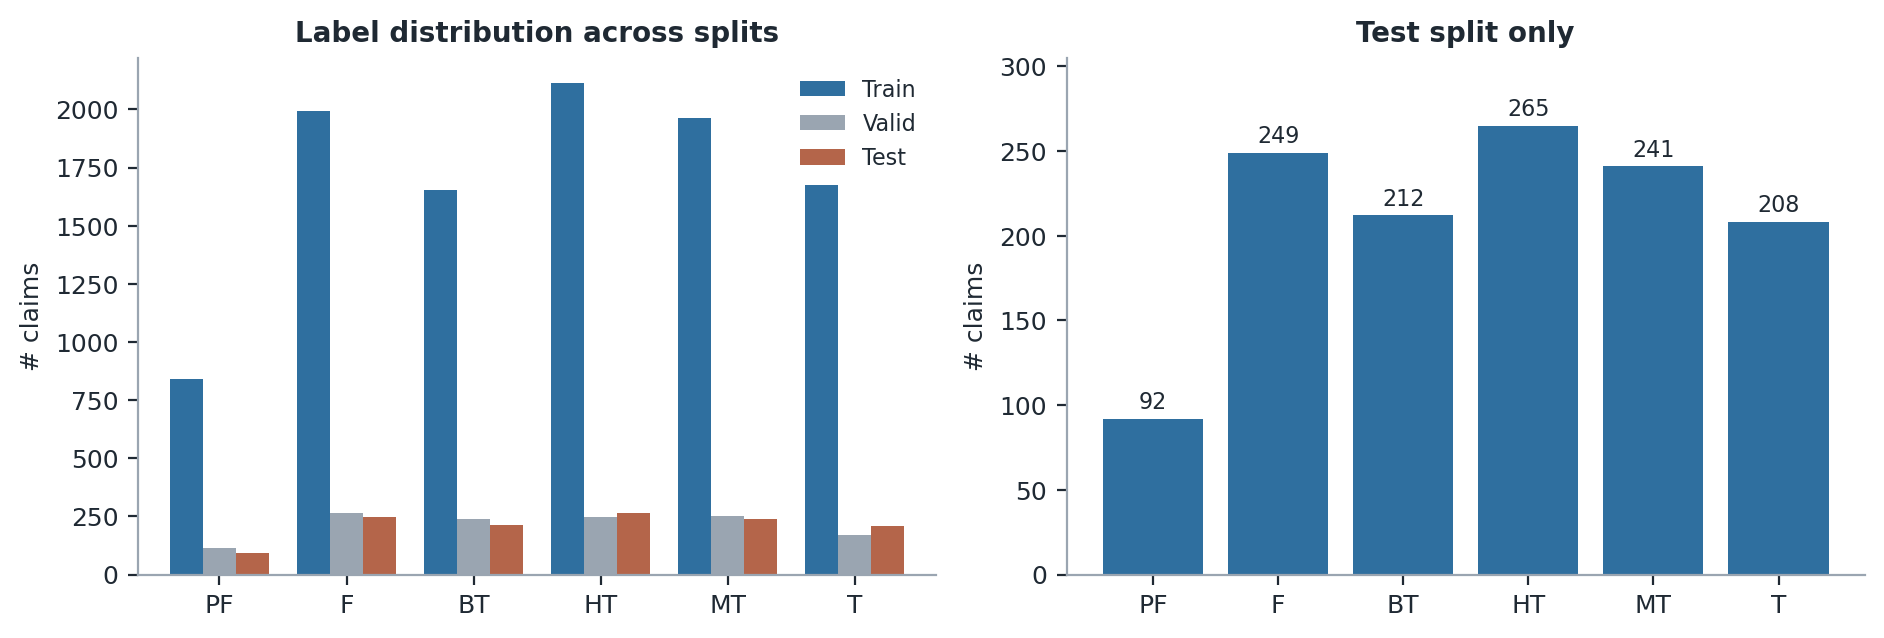 Label distribution across splits
# claims
2000
1750
1500
1250
1000
750
500
250
0
PF
F
BT
HT
MT
T
Train
Valid
Test
Test split only
# claims
300
250
200
150
100
50
0
92
249
212
265
241
208
PF
F
BT
HT
MT
T